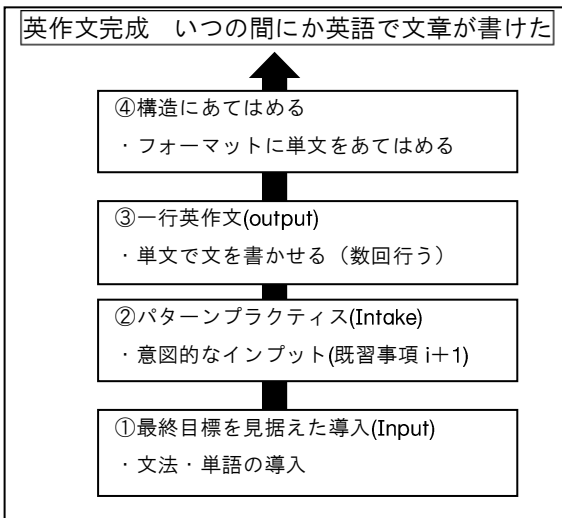 英作文完成　いつの間にか英語で文章が書けた
④構造にあてはめる
・フォーマットに単文をあてはめる
③一行英作文(output)
・単文で文を書かせる（数回行う）
②パターンプラクティス(Intake)
・意図的なインプット(既習事項 i＋1)
①最終目標を見据えた導入(Input)
・文法・単語の導入